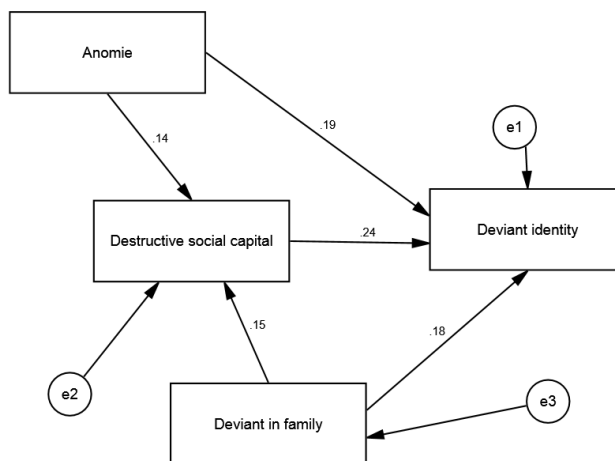 Anomie
.14
.19
e1
Destructive social capital
.24
Deviant identity
.15
.18
e2
Deviant in family
e3